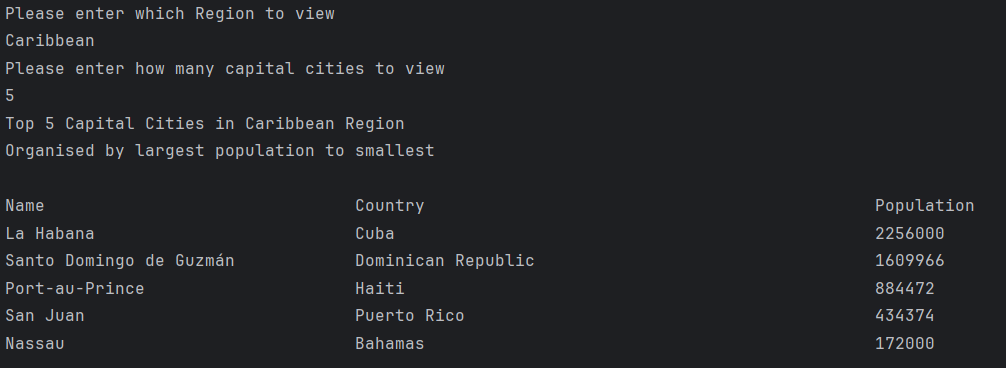 Please enter which Region to view
Caribbean
Please enter how many capital cities to view
5
Top 5 Capital Cities in Caribbean Region
Organised by largest population to smallest

Name Country Population
La Habana Cuba 2256000
Santo Domingo de Guzmán Dominican Republic 1609966
Port-au-Prince Haiti 884472
San Juan Puerto Rico 434374
Nassau Bahamas 172000